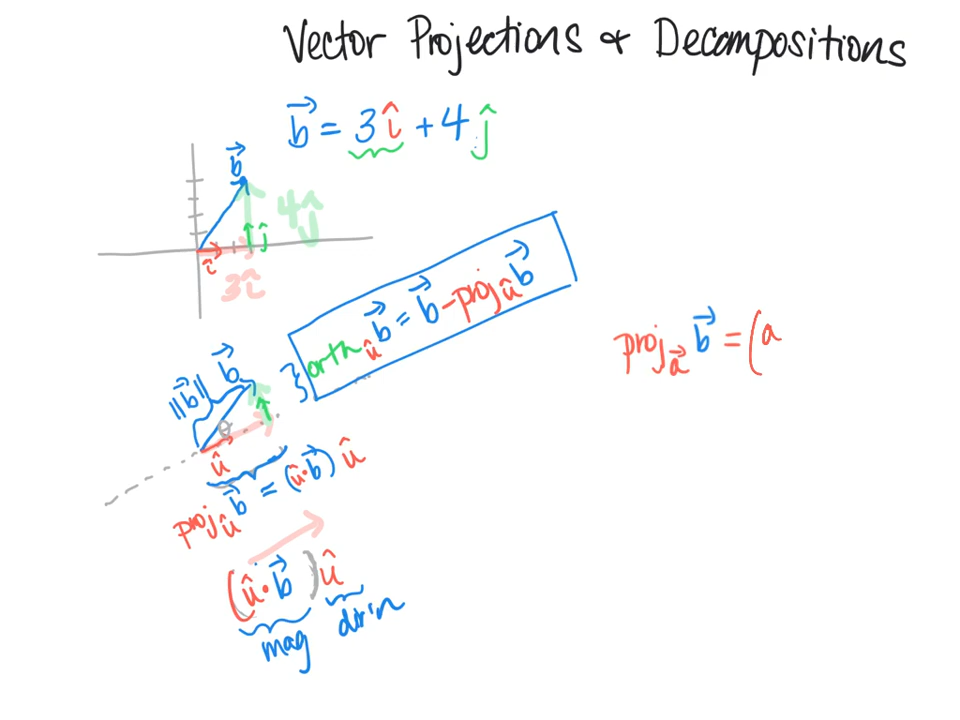 Vector Projections & Decompositions
b⃗ = 3î + 4ĵ
b⃗
4ĵ
ĵ
î
3î
orth_û b⃗ = b⃗ - proj_û b⃗
proj_a⃗ b⃗ = (a
‖b⃗‖ b⃗
θ
û
proj_û b⃗ = (û·b⃗) û
(û·b⃗) û
mag dir'n